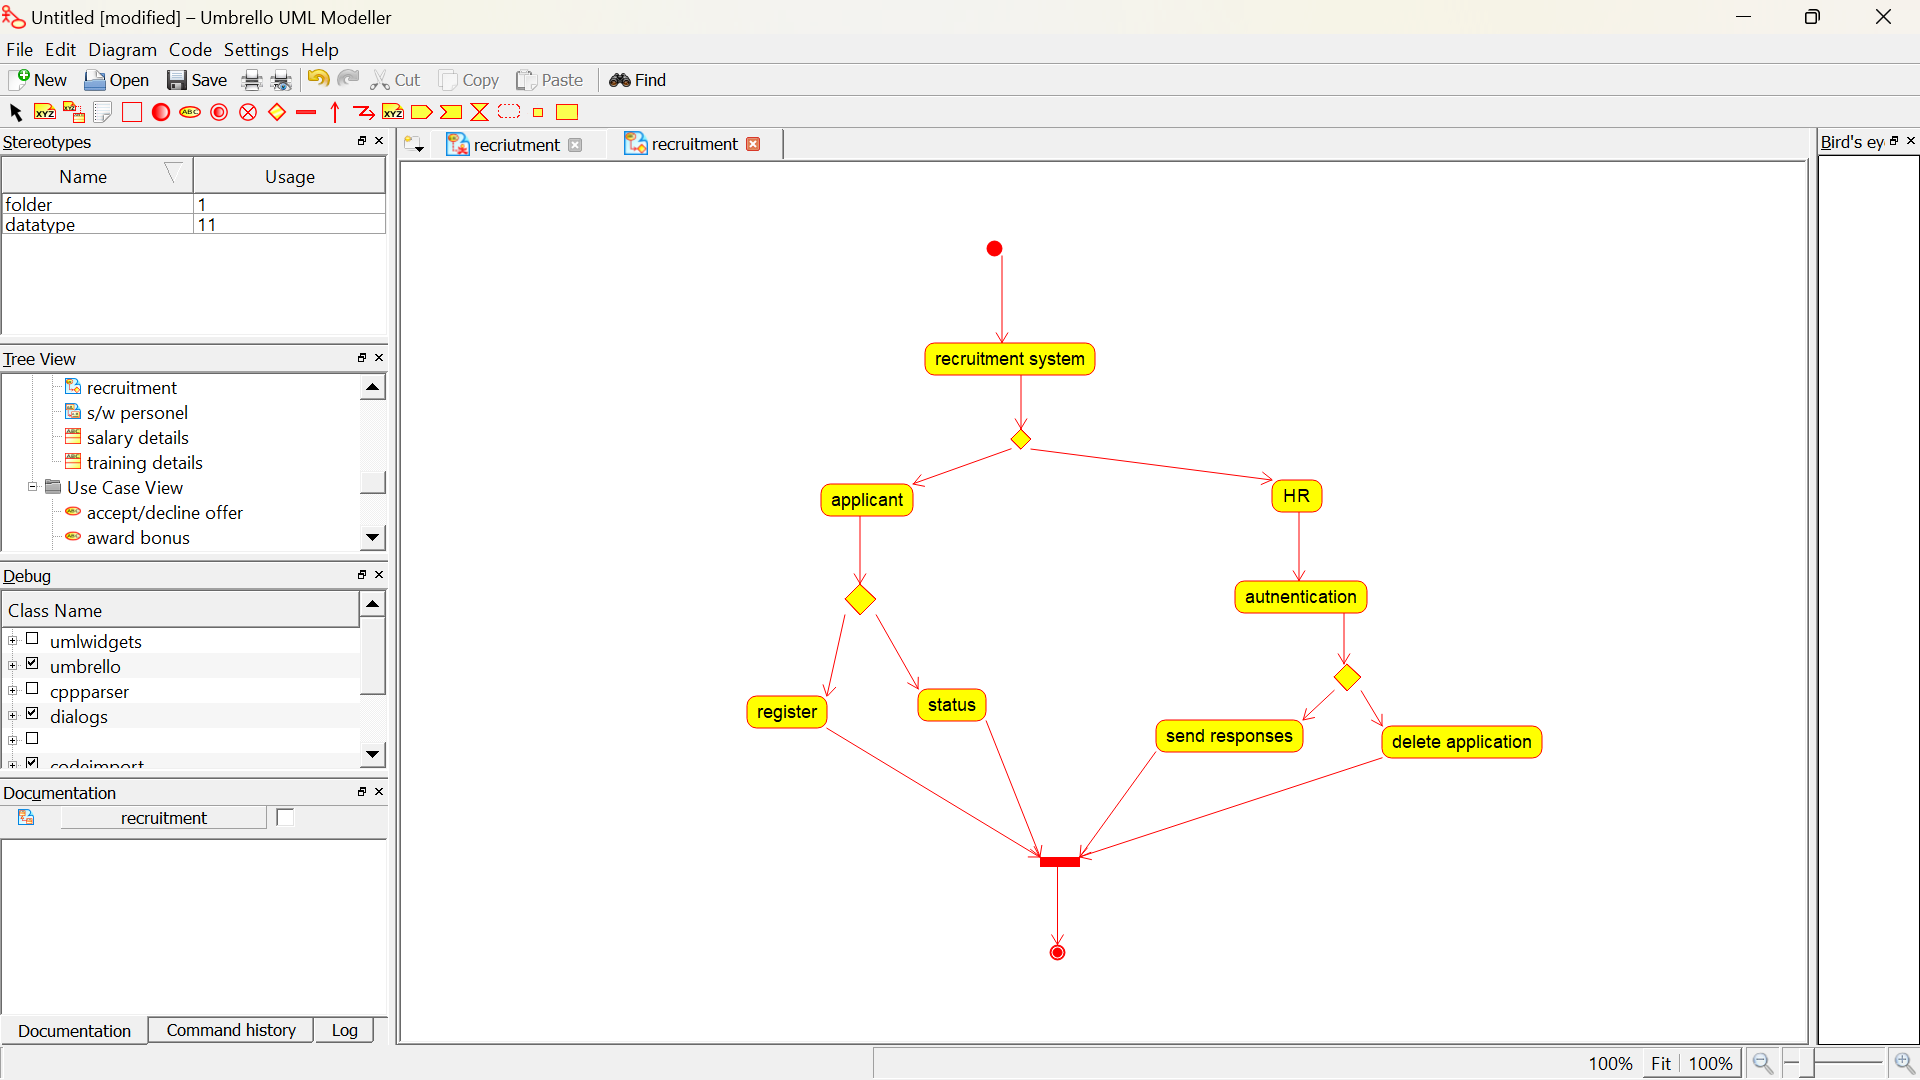 Untitled [modified] – Umbrello UML Modeller
File Edit Diagram Code Settings Help
New Open Save Cut Copy Paste Find
Stereotypes
Name Usage
folder 1
datatype 11
Tree View
recruitment
s/w personel
salary details
training details
Use Case View
accept/decline offer
award bonus
Debug
Class Name
umlwidgets
umbrello
cppparser
dialogs
codeimport
Documentation
recruitment
Documentation Command history Log
recriutment recruitment
recruitment system
applicant
HR
autnentication
register
status
send responses
delete application
Bird's ey
100% Fit 100%